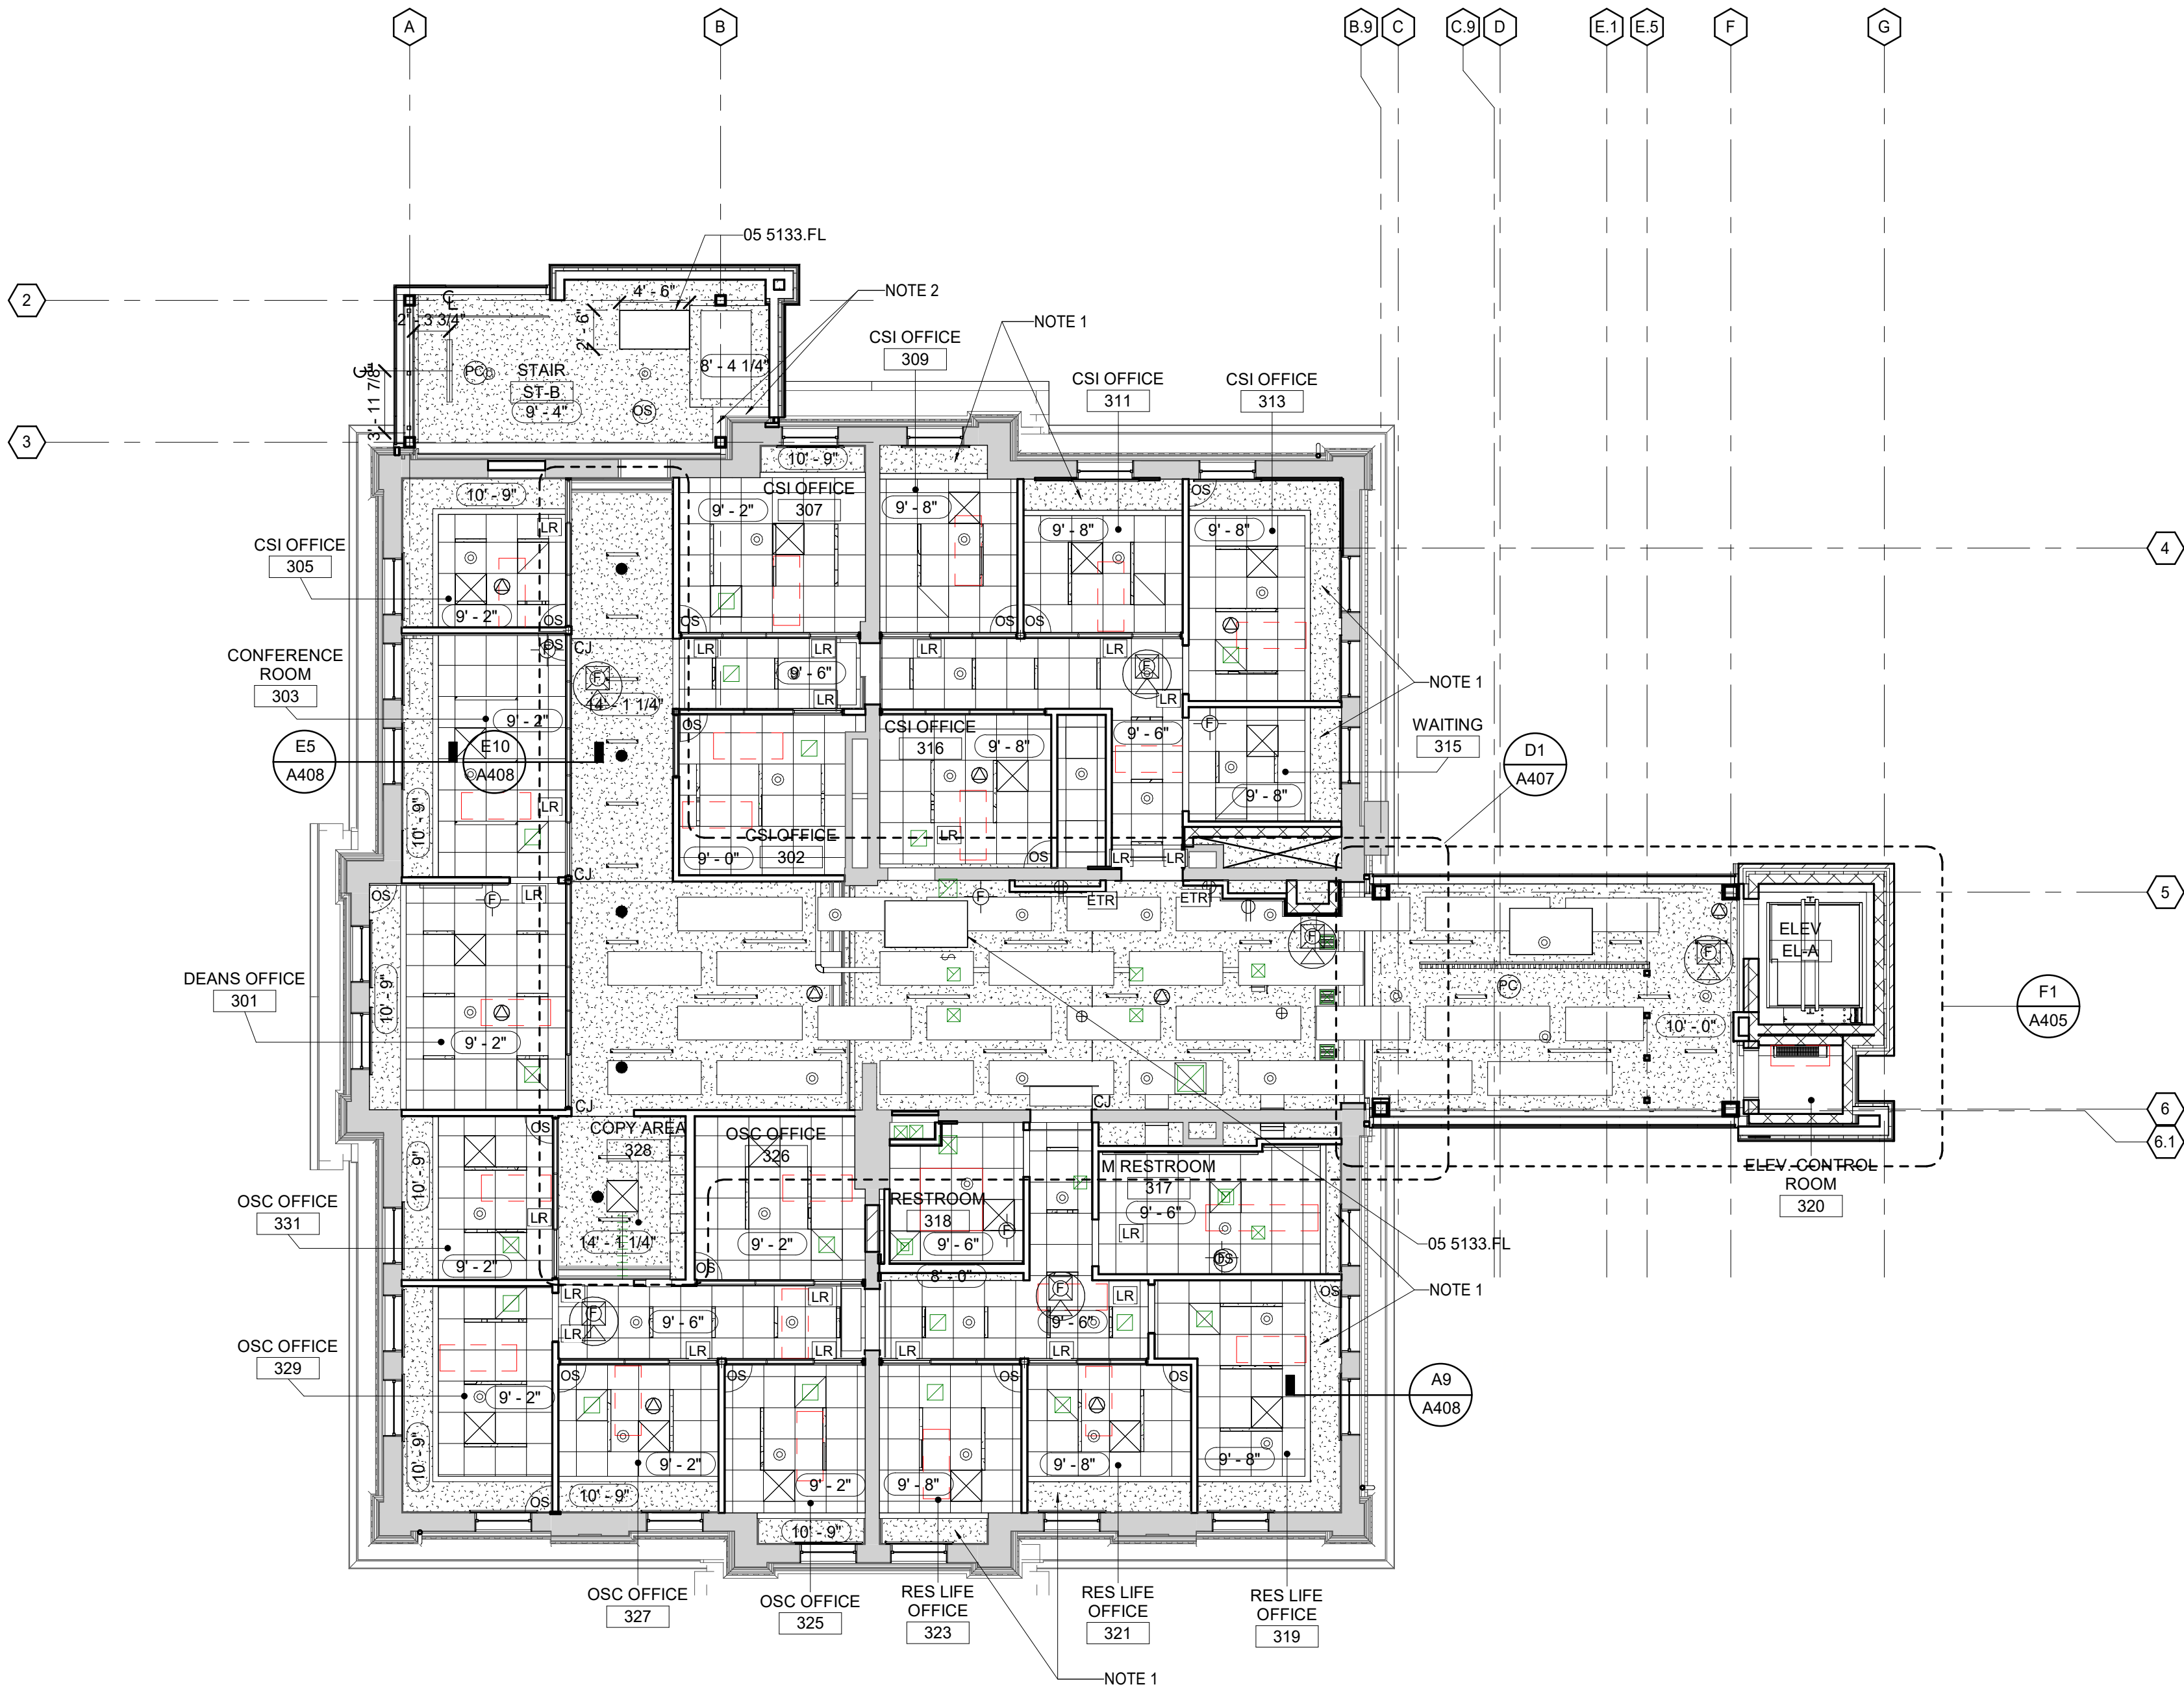 A
B
B.9
C
C.9
D
E.1
E.5
F
G
05 5133.FL
2
4' - 6"
NOTE 2
2' - 3 3/4"
2' - 6"
NOTE 1
CSI OFFICE
309
8' - 4 1/4"
PC
STAIR
ST-B
9' - 4"
OS
3' - 11 7/8"
CSI OFFICE
311
CSI OFFICE
313
3
10' - 9"
10' - 9"
CSI OFFICE
307
9' - 2"
9' - 8"
9' - 8"
9' - 8"
OS
LR
4
CSI OFFICE
305
9' - 2"
OS
OS
OS
OS
OS
CJ
LR
LR
LR
LR
9' - 6"
LR
F
F
LR
CONFERENCE
ROOM
303
9' - 2"
14' - 1 1/4"
NOTE 1
E5
A408
E10
A408
OS
CSI OFFICE
316
9' - 8"
9' - 6"
F
WAITING
315
9' - 8"
D1
A407
10' - 9"
LR
LR
CSI OFFICE
302
9' - 0"
OS
LR
LR
CJ
OS
LR
F
F
ETR
ETR
5
F
F
ELEV
EL-A
DEANS OFFICE
301
10' - 9"
9' - 2"
PC
10' - 0"
F1
A405
CJ
CJ
6
6.1
COPY AREA
328
OSC OFFICE
326
OS
10' - 9"
M RESTROOM
317
9' - 6"
LR
ELEV. CONTROL
ROOM
320
OSC OFFICE
331
LR
RESTROOM
318
F
9' - 6"
9' - 2"
14' - 1 1/4"
9' - 2"
OS
8' - 0"
05 5133.FL
NOTE 1
LR
LR
F
9' - 6"
LR
LR
LR
F
9' - 6"
LR
LR
LR
OS
OSC OFFICE
329
9' - 2"
10' - 9"
OS
OS
OS
OS
A9
A408
9' - 2"
9' - 2"
9' - 8"
9' - 8"
9' - 8"
OS
10' - 9"
10' - 9"
OSC OFFICE
327
OSC OFFICE
325
RES LIFE
OFFICE
323
RES LIFE
OFFICE
321
RES LIFE
OFFICE
319
NOTE 1